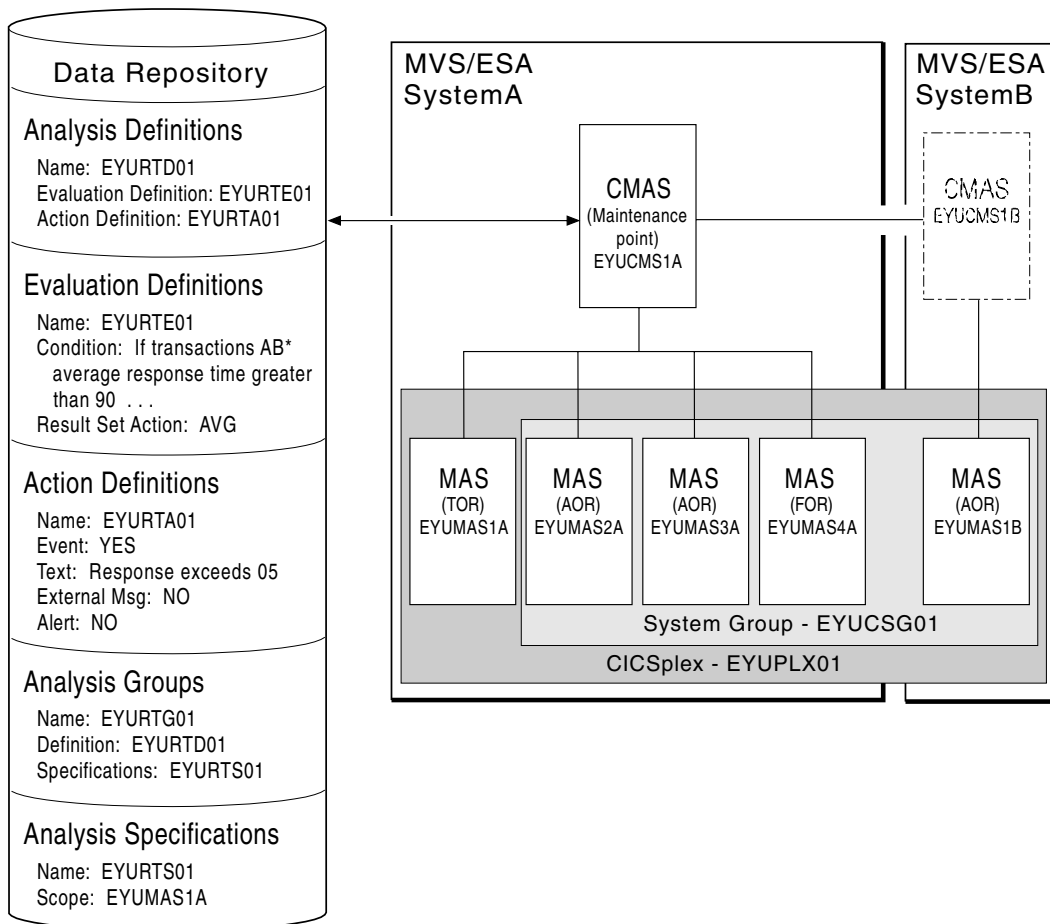 Data Repository
Analysis Definitions
Name: EYURTD01
Evaluation Definition: EYURTE01
Action Definition: EYURTA01
Evaluation Definitions
Name: EYURTE01
Condition: If transactions AB*
average response time greater
than 90 . . .
Result Set Action: AVG
Action Definitions
Name: EYURTA01
Event: YES
Text: Response exceeds 05
External Msg: NO
Alert: NO
Analysis Groups
Name: EYURTG01
Definition: EYURTD01
Specifications: EYURTS01
Analysis Specifications
Name: EYURTS01
Scope: EYUMAS1A
MVS/ESA
SystemA
CMAS
(Maintenance
point)
EYUCMS1A
MVS/ESA
SystemB
CMAS
EYUCMS1B
MAS
(TOR)
EYUMAS1A
MAS
(AOR)
EYUMAS2A
MAS
(AOR)
EYUMAS3A
MAS
(FOR)
EYUMAS4A
MAS
(AOR)
EYUMAS1B
System Group - EYUCSG01
CICSplex - EYUPLX01